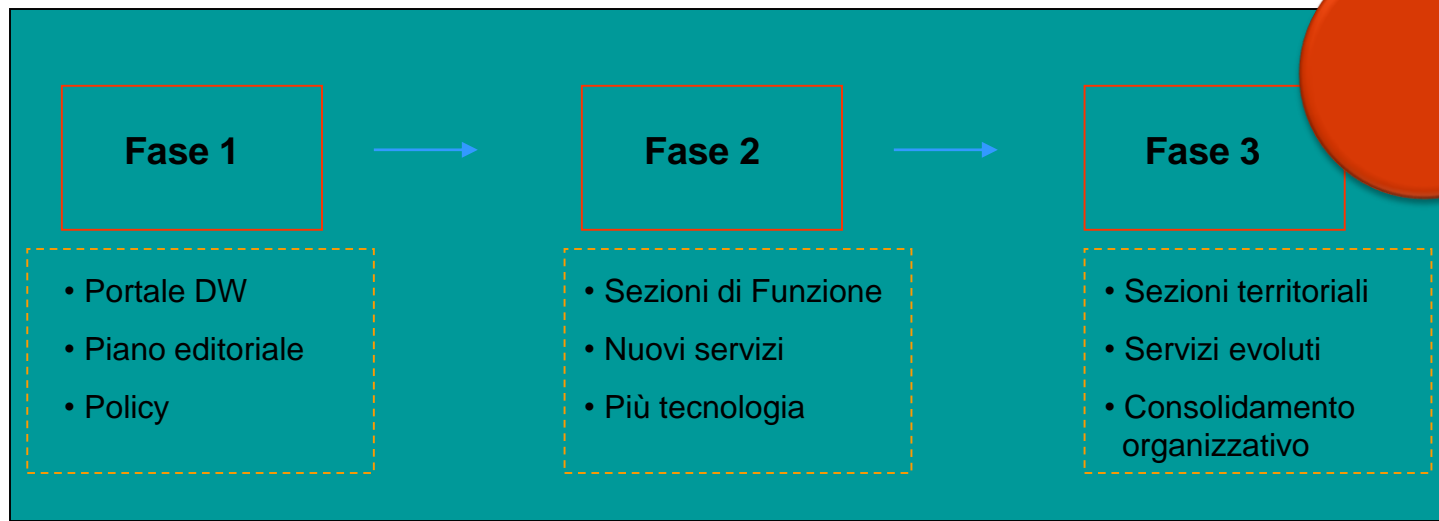 Fase 1
• Portale DW
• Piano editoriale
• Policy
Fase 2
• Sezioni di Funzione
• Nuovi servizi
• Più tecnologia
Fase 3
• Sezioni territoriali
• Servizi evoluti
• Consolidamento
organizzativo